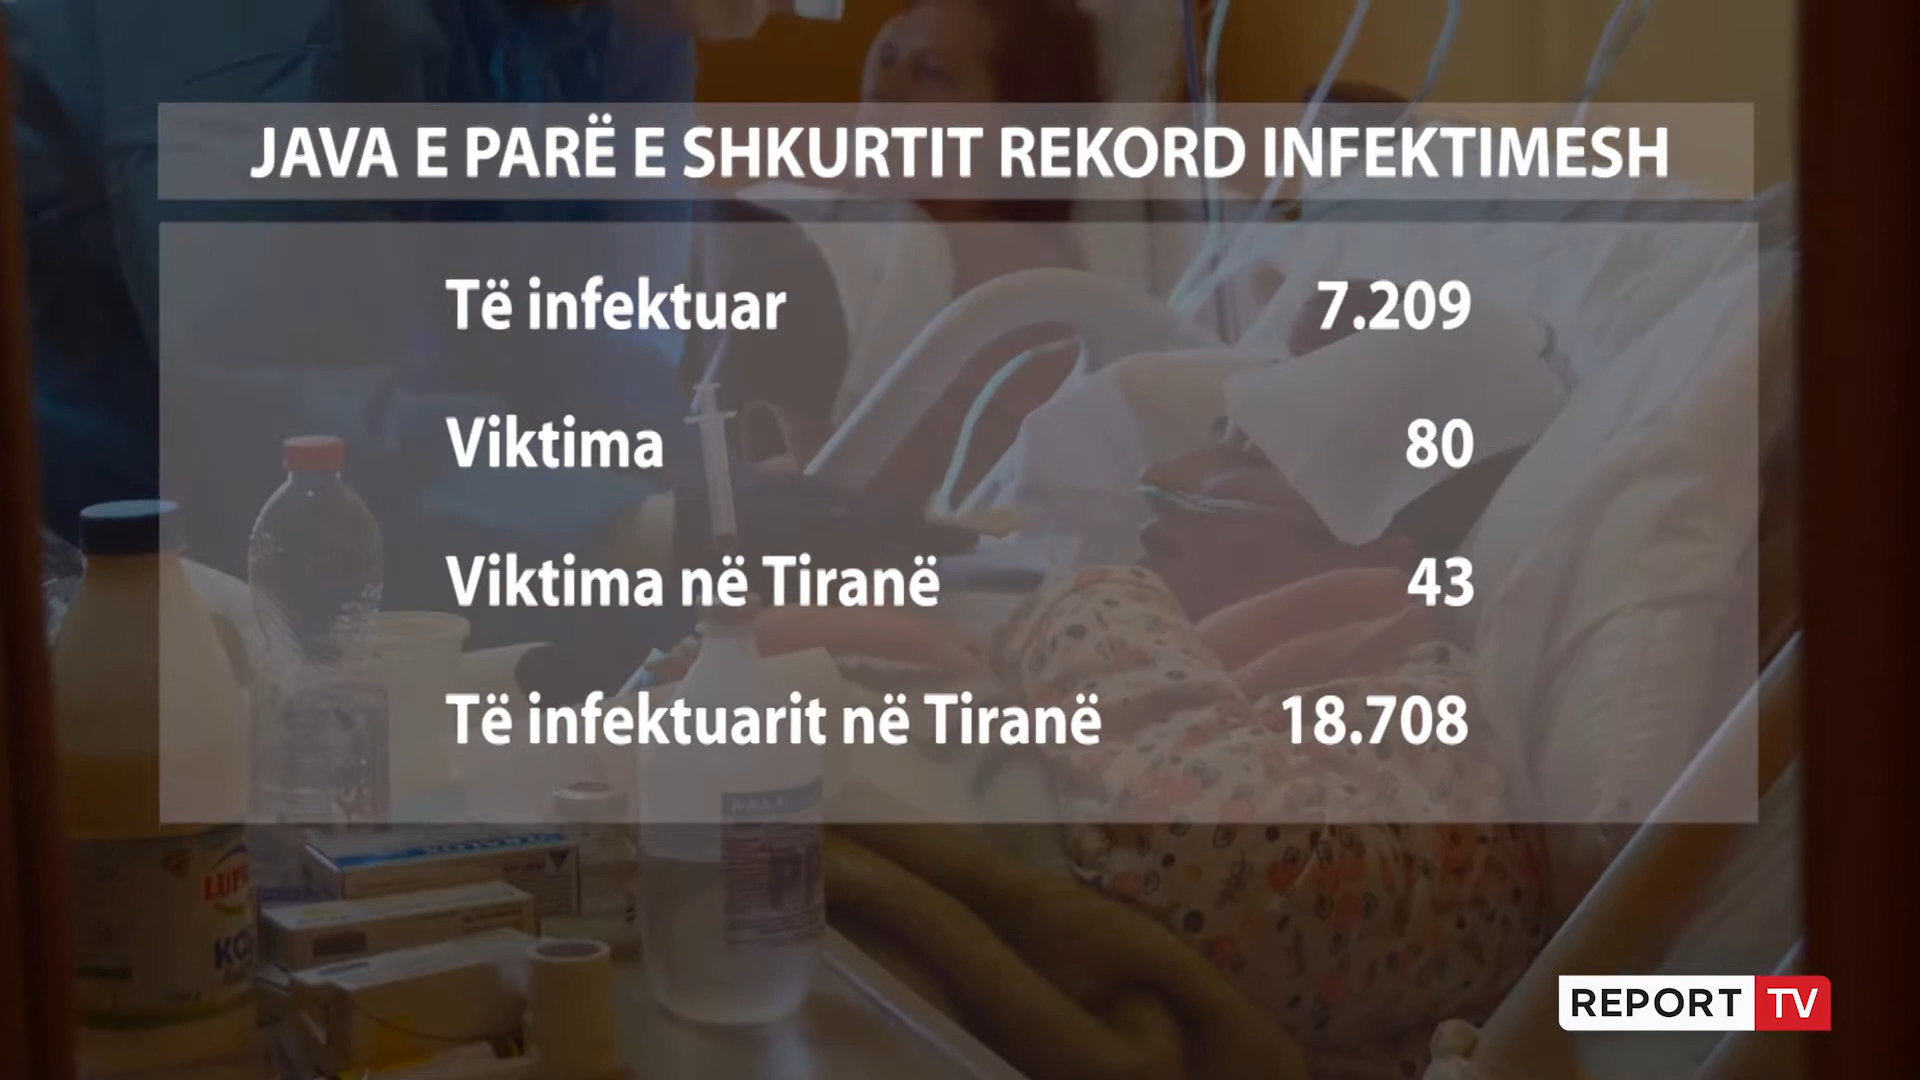 JAVA E PARË E SHKURTIT REKORD INFEKTIMESH
Të infektuar 7.209
Viktima 80
Viktima në Tiranë 43
Të infektuarit në Tiranë 18.708
REPORT TV